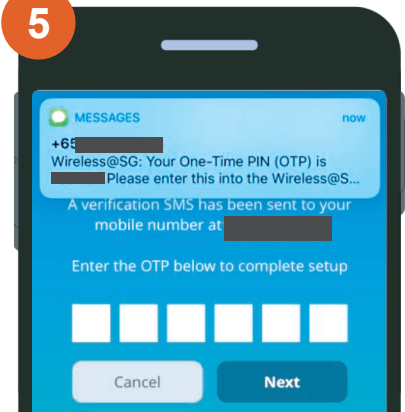 5
MESSAGES now
+65
Wireless@SG: Your One-Time PIN (OTP) is
Please enter this into the Wireless@S...
A verification SMS has been sent to your
mobile number at
Enter the OTP below to complete setup
Cancel Next